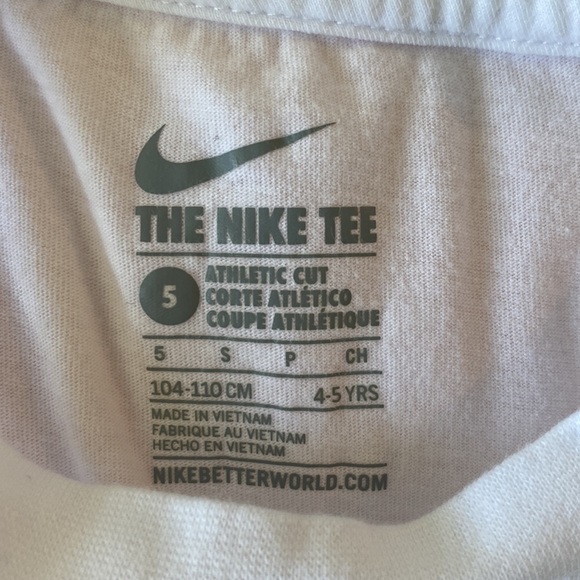 THE NIKE TEE
5
ATHLETIC CUT
CORTE ATLÉTICO
COUPE ATHLÉTIQUE
5 S P CH
104-110 CM 4-5 YRS
MADE IN VIETNAM
FABRIQUE AU VIETNAM
HECHO EN VIETNAM
NIKEBETTERWORLD.COM